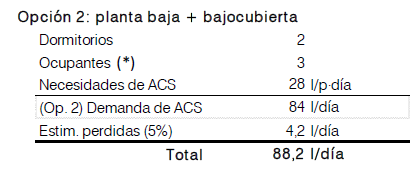 Opción 2: planta baja + bajocubierta
Dormitorios 2
Ocupantes (*) 3
Necesidades de ACS 28 l/p·día
(Op. 2) Demanda de ACS 84 l/día
Estim. perdidas (5%) 4,2 l/día
Total 88,2 l/día